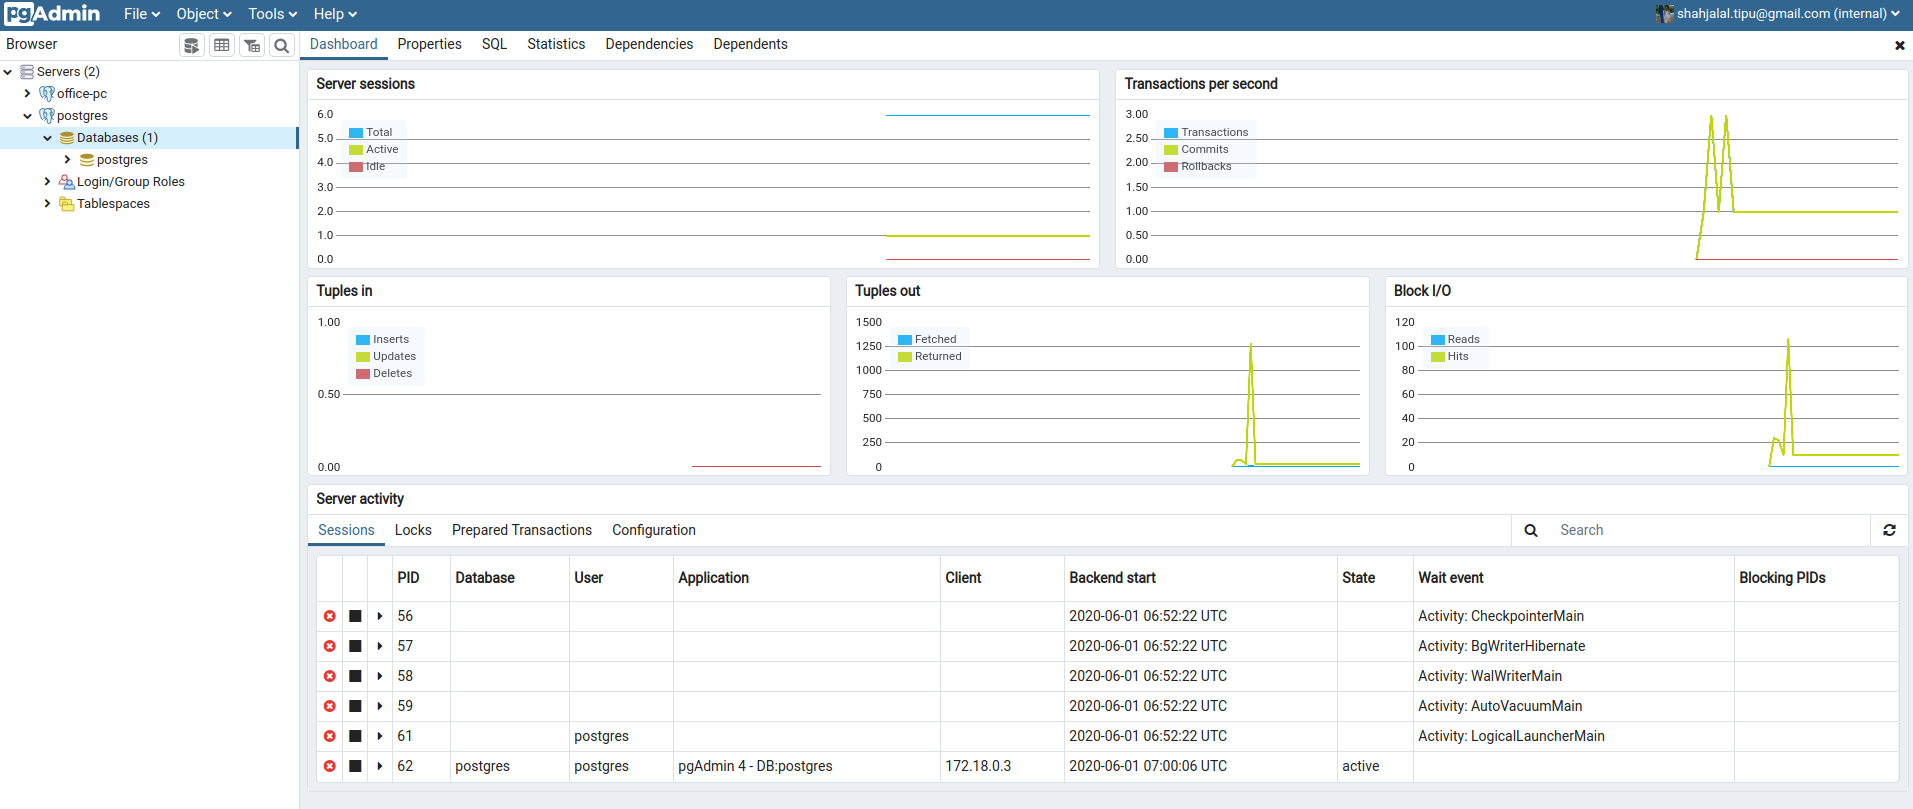 pgAdmin File Object Tools Help shahjalal.tipu@gmail.com (internal)
Browser Dashboard Properties SQL Statistics Dependencies Dependents
Servers (2)
office-pc
postgres
Databases (1)
postgres
Login/Group Roles
Tablespaces
Server sessions
6.0
5.0
4.0
3.0
2.0
1.0
0.0
Total
Active
Idle
Transactions per second
3.00
2.50
2.00
1.50
1.00
0.50
0.00
Transactions
Commits
Rollbacks
Tuples in
1.00
0.50
0.00
Inserts
Updates
Deletes
Tuples out
1500
1250
1000
750
500
250
0
Fetched
Returned
Block I/O
120
100
80
60
40
20
0
Reads
Hits
Server activity
Sessions Locks Prepared Transactions Configuration Search
PID Database User Application Client Backend start State Wait event Blocking PIDs
56 2020-06-01 06:52:22 UTC Activity: CheckpointerMain
57 2020-06-01 06:52:22 UTC Activity: BgWriterHibernate
58 2020-06-01 06:52:22 UTC Activity: WalWriterMain
59 2020-06-01 06:52:22 UTC Activity: AutoVacuumMain
61 postgres 2020-06-01 06:52:22 UTC Activity: LogicalLauncherMain
62 postgres postgres pgAdmin 4 - DB:postgres 172.18.0.3 2020-06-01 07:00:06 UTC active